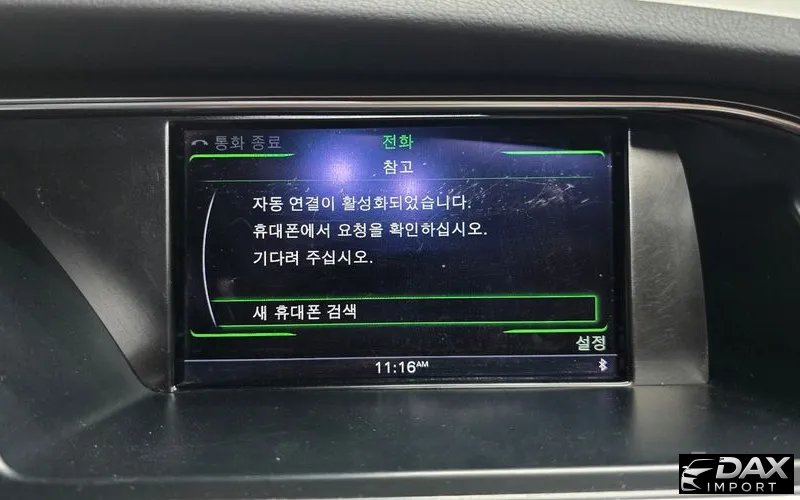 통화 종료
전화
참고
자동 연결이 활성화되었습니다.
휴대폰에서 요청을 확인하십시오.
기다려 주십시오.
새 휴대폰 검색
설정
11:16AM
DAX
IMPORT